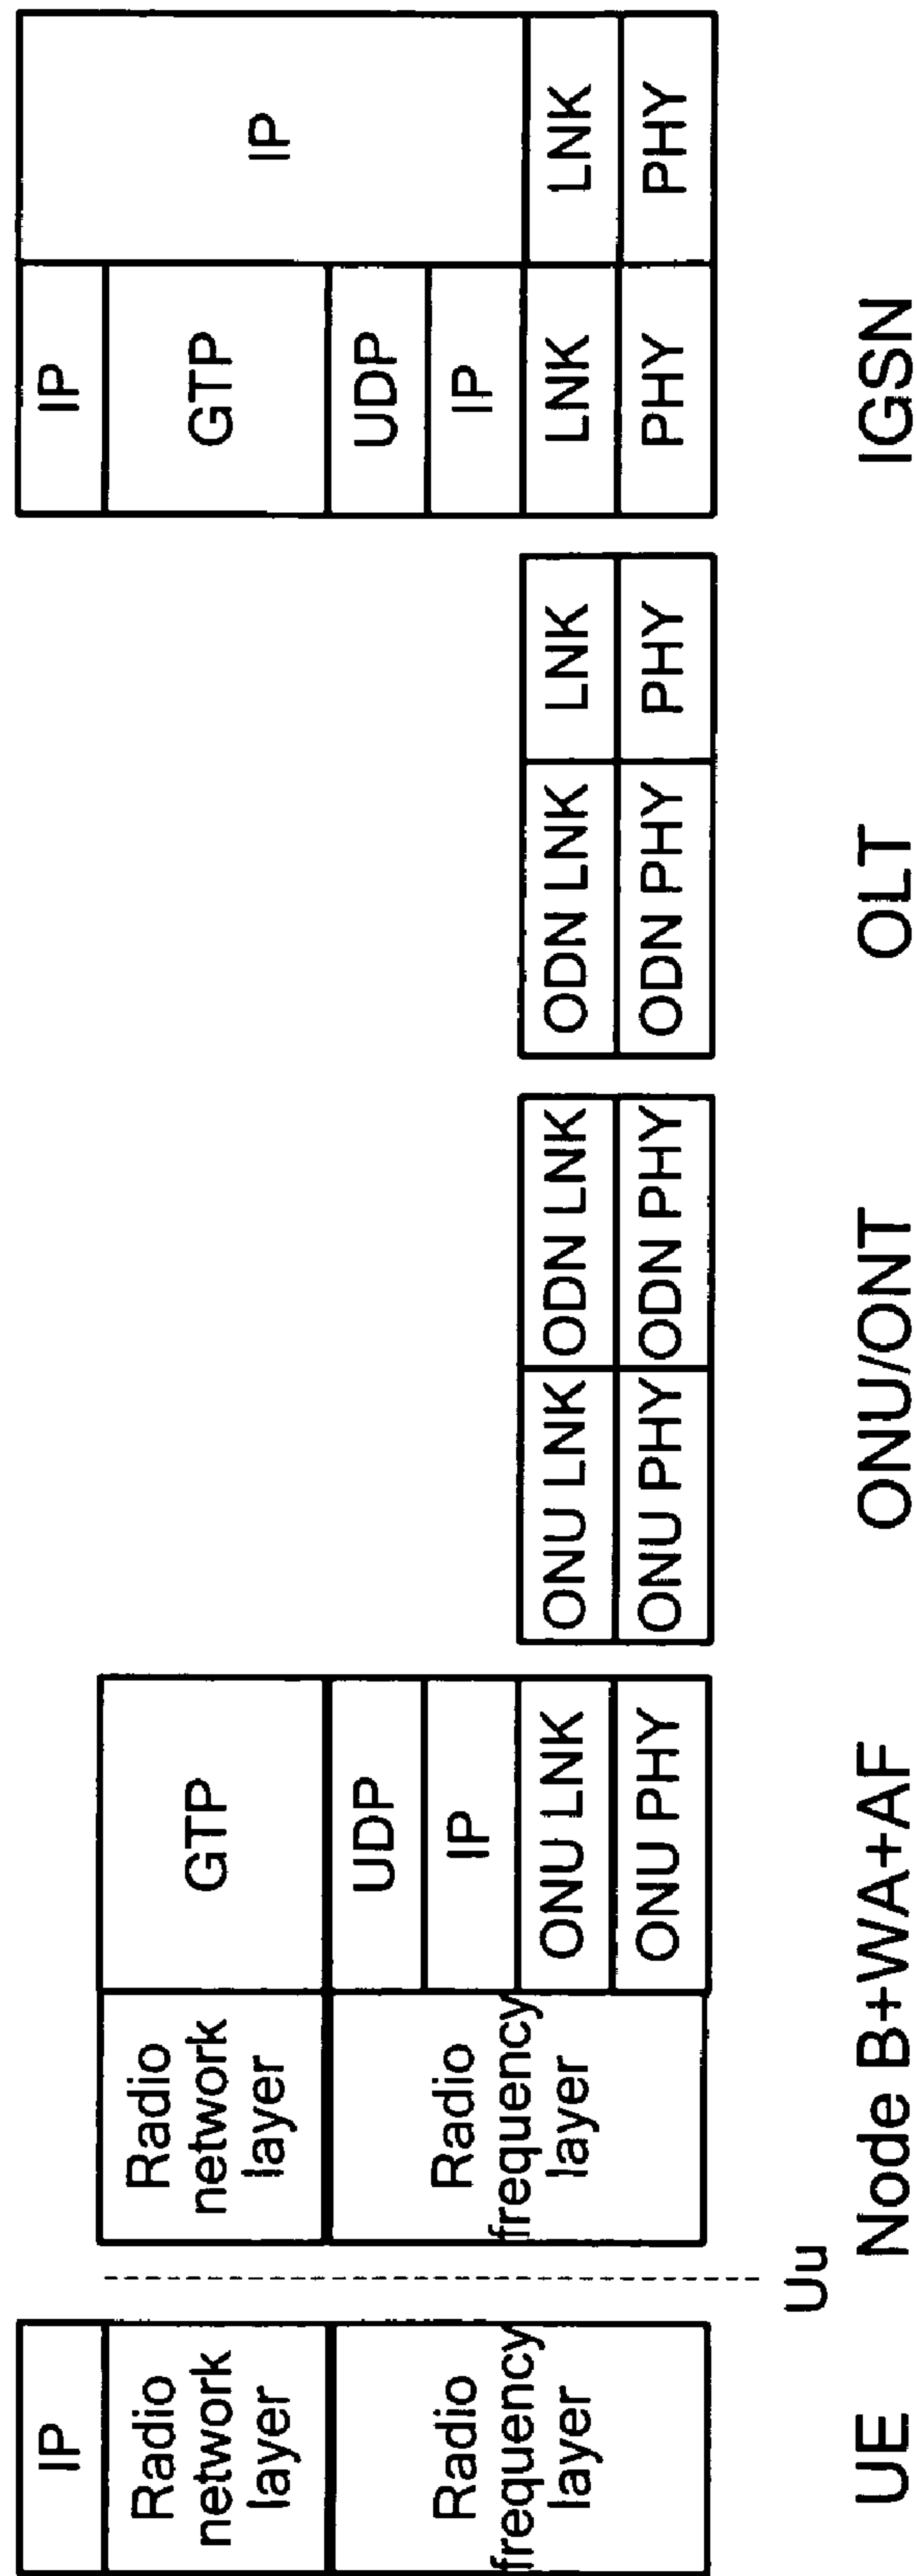 IP
Radio
network
layer
Radio
frequency
layer
UE
Uu
Radio
network
layer
Radio
frequency
layer
GTP
UDP
IP
ONU LNK
ONU PHY
Node B+WA+AF
ONU LNK
ODN LNK
ONU PHY
ODN PHY
ONU/ONT
ODN LNK
LNK
ODN PHY
PHY
OLT
IP
GTP
UDP
IP
LNK
PHY
IP
LNK
PHY
IGSN